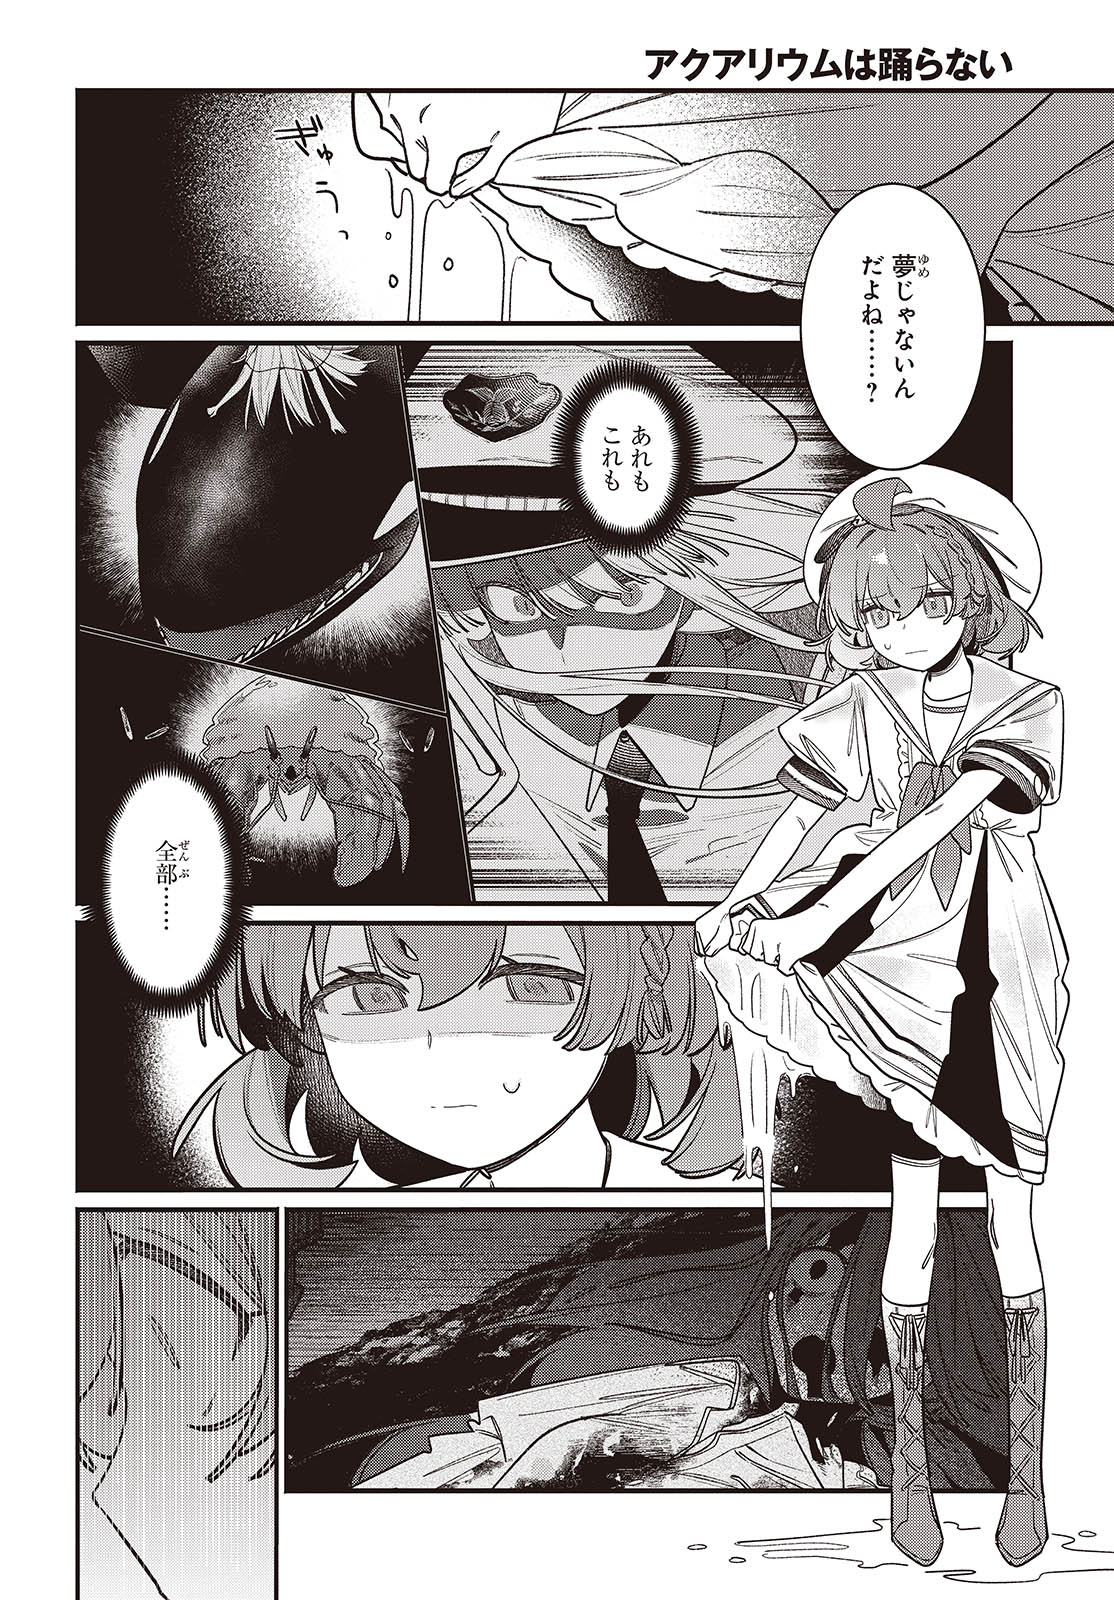 アクアリウムは踊らない
ぎゅうっ
夢じゃないん
だよね……？
あれも
これも
全部……